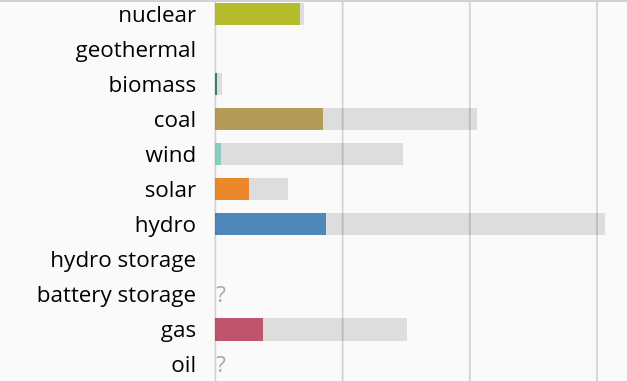 nuclear
geothermal
biomass
coal
wind
solar
hydro
hydro storage
battery storage ?
gas
oil ?